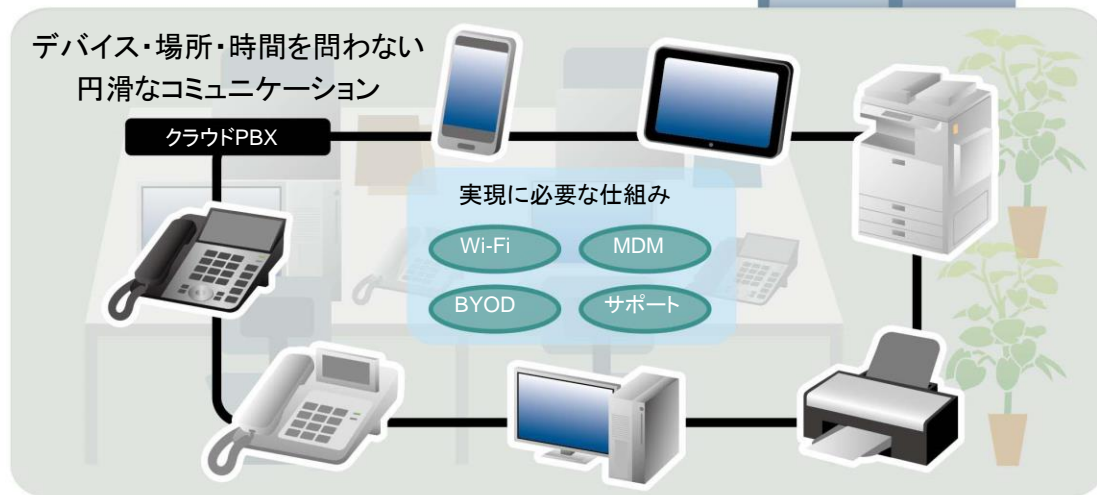 デバイス・場所・時間を問わない
円滑なコミュニケーション
クラウドPBX
実現に必要な仕組み
Wi-Fi
MDM
BYOD
サポート